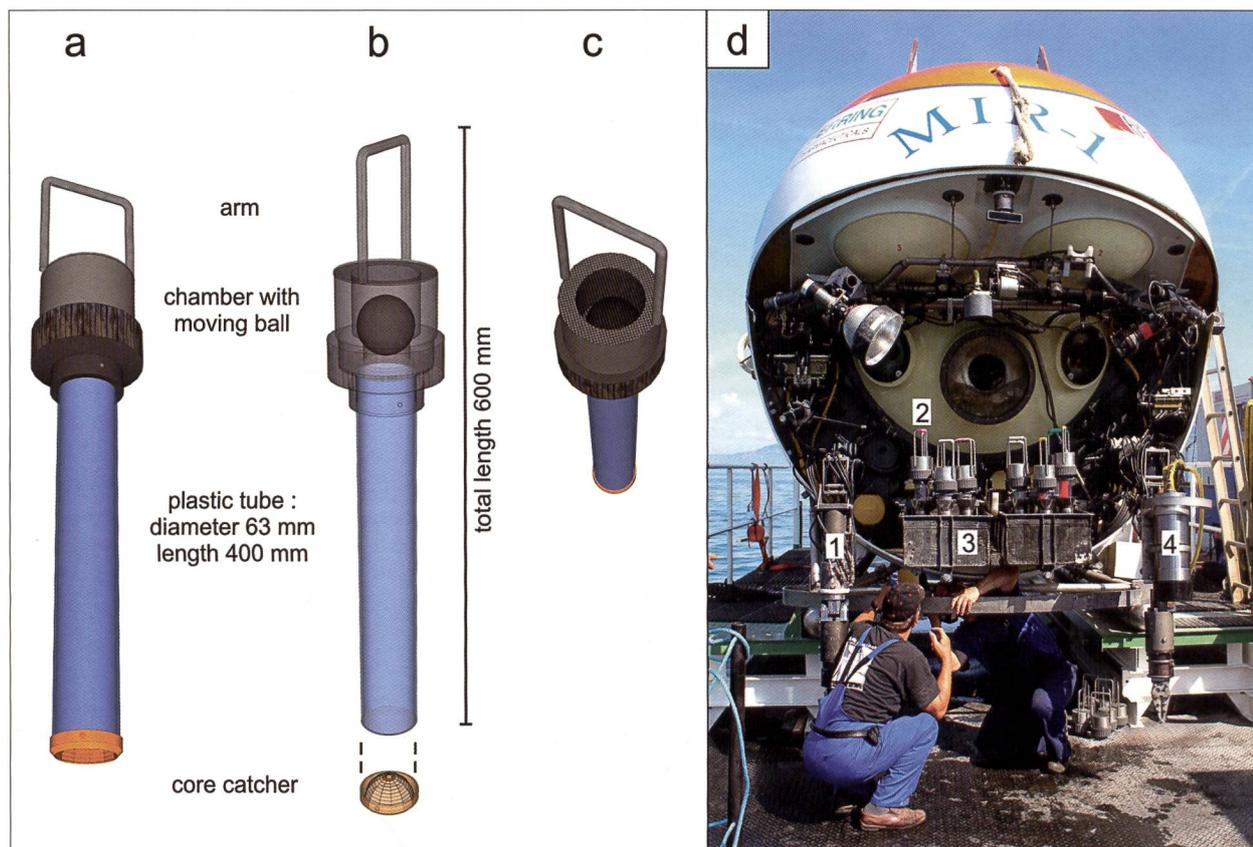 a
b
c
d
arm
chamber with
moving ball
total length 600 mm
plastic tube :
diameter 63 mm
length 400 mm
core catcher
MIR-1
2
1
3
4